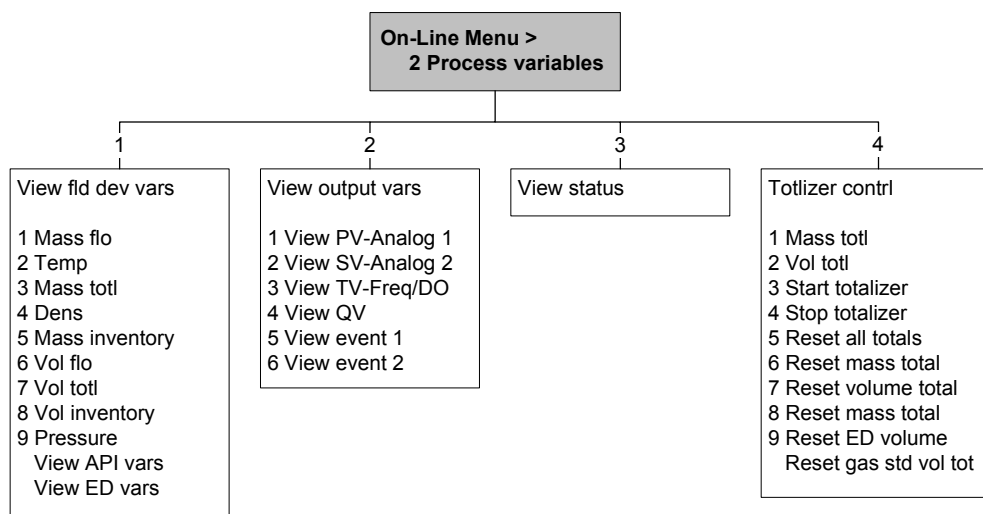 On-Line Menu >
2 Process variables
1
View fld dev vars
1 Mass flo
2 Temp
3 Mass totl
4 Dens
5 Mass inventory
6 Vol flo
7 Vol totl
8 Vol inventory
9 Pressure
View API vars
View ED vars
2
View output vars
1 View PV-Analog 1
2 View SV-Analog 2
3 View TV-Freq/DO
4 View QV
5 View event 1
6 View event 2
3
View status
4
Totlizer contrl
1 Mass totl
2 Vol totl
3 Start totalizer
4 Stop totalizer
5 Reset all totals
6 Reset mass total
7 Reset volume total
8 Reset mass total
9 Reset ED volume
Reset gas std vol tot